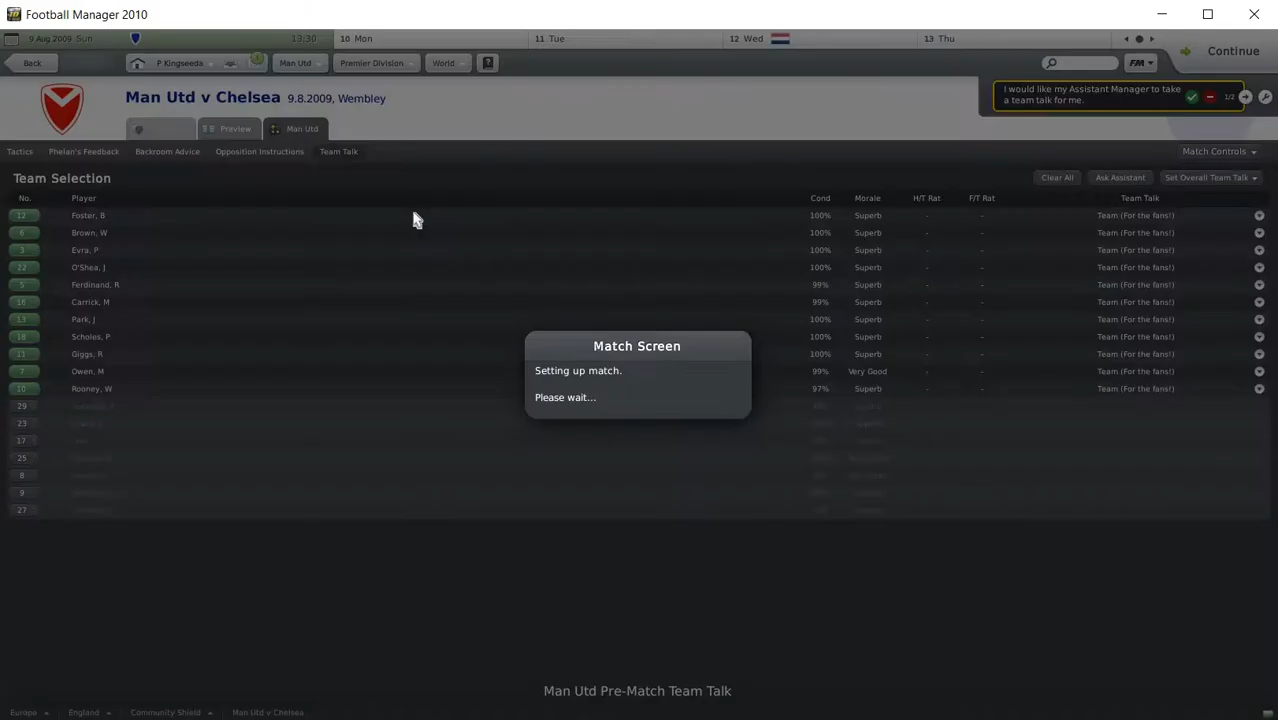 Football Manager 2010
9 Aug 2009 Sun 13:30 10 Mon 11 Tue 12 Wed 13 Thu
Back P Kingseeda 1 Man Utd Premier Division World FM Continue
Man Utd v Chelsea 9.8.2009, Wembley
I would like my Assistant Manager to take
a team talk for me. 1/2
Preview Man Utd
Tactics Phelan's Feedback Backroom Advice Opposition Instructions Team Talk Match Controls
Team Selection Clear All Ask Assistant Set Overall Team Talk
No. Player Cond Morale H/T Rat F/T Rat Team Talk
12 Foster, B 100% Superb - - Team (For the fans!)
6 Brown, W 100% Superb - - Team (For the fans!)
3 Evra, P 100% Superb - - Team (For the fans!)
22 O'Shea, J 100% Superb - - Team (For the fans!)
5 Ferdinand, R 99% Superb - - Team (For the fans!)
16 Carrick, M 99% Superb - - Team (For the fans!)
13 Park, J 100% Superb - - Team (For the fans!)
18 Scholes, P 100% Superb - - Team (For the fans!)
11 Giggs, R 100% Superb - - Team (For the fans!)
7 Owen, M 99% Very Good - - Team (For the fans!)
10 Rooney, W 97% Superb - - Team (For the fans!)
29
23
17
25
8
9
27
Match Screen
Setting up match.
Please wait...
Man Utd Pre-Match Team Talk
Europe England Community Shield Man Utd v Chelsea